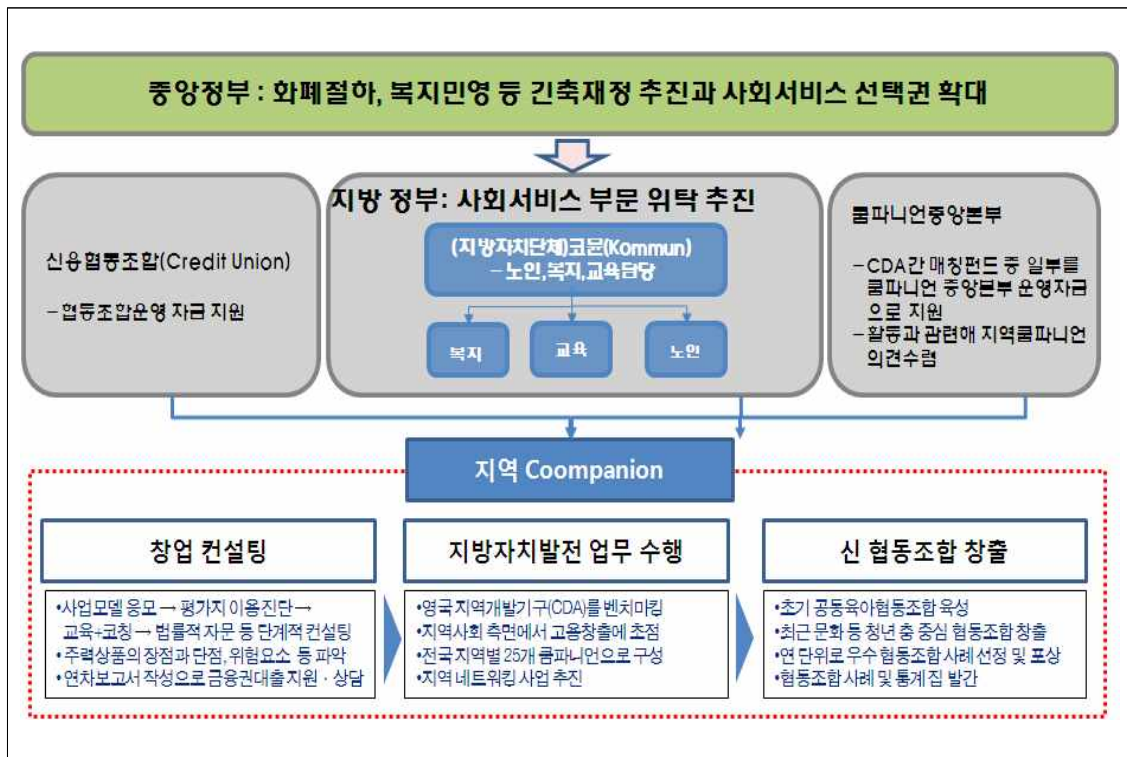 중앙정부 : 화폐절하, 복지민영 등 긴축재정 추진과 사회서비스 선택권 확대
신용협동조합(Credit Union)
– 협동조합운영 자금 지원
지방 정부: 사회서비스 부문 위탁 추진
(지방자치단체)코뮨(Kommun)
– 노인,복지,교육담당
복지
교육
노인
쿱파니언중앙본부
– CDA간 매칭펀드 중 일부를
쿱파니언 중앙본부 운영자금
으로 지원
– 활동과 관련해 지역쿱파니언
의견수렴
지역 Coompanion
창업 컨설팅
•사업모델 응모 → 평가지 이용진단→
교육+코칭 → 법률적 자문 등 단계적 컨설팅
•주력상품의 장점과 단점, 위험요소 등 파악
•연차보고서 작성으로 금융권대출 지원 · 상담
지방자치발전 업무 수행
•영국 지역개발기구(CDA)를 벤치마킹
•지역사회 측면에서 고용창출에 초점
•전국 지역별 25개 쿱파니언으로 구성
•지역 네트워킹 사업 추진
신 협동조합 창출
•초기 공동육아협동조합 육성
•최근 문화 등 청년 층 중심 협동조합 창출
•연 단위로 우수 협동조합 사례 선정 및 포상
•협동조합 사례 및 통계 집 발간